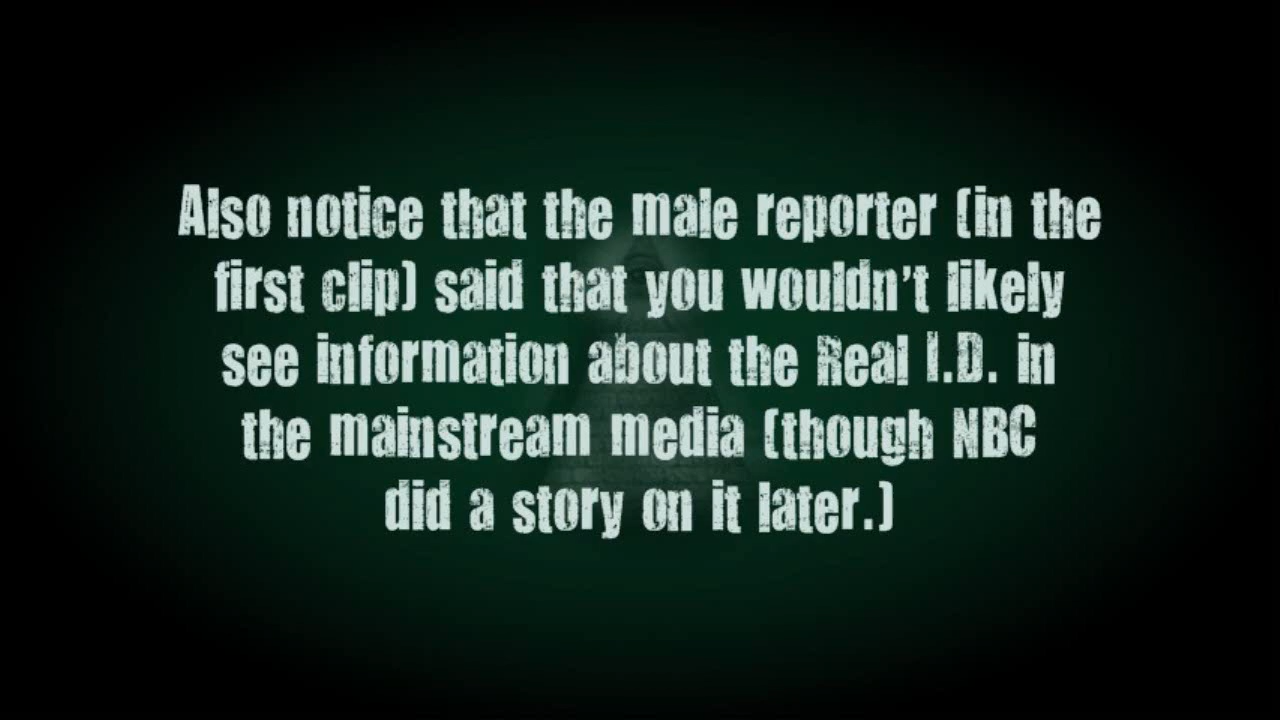 Also notice that the male reporter (in the
first clip) said that you wouldn't likely
see information about the Real I.D. in
the mainstream media (though NBC
did a story on it later.)